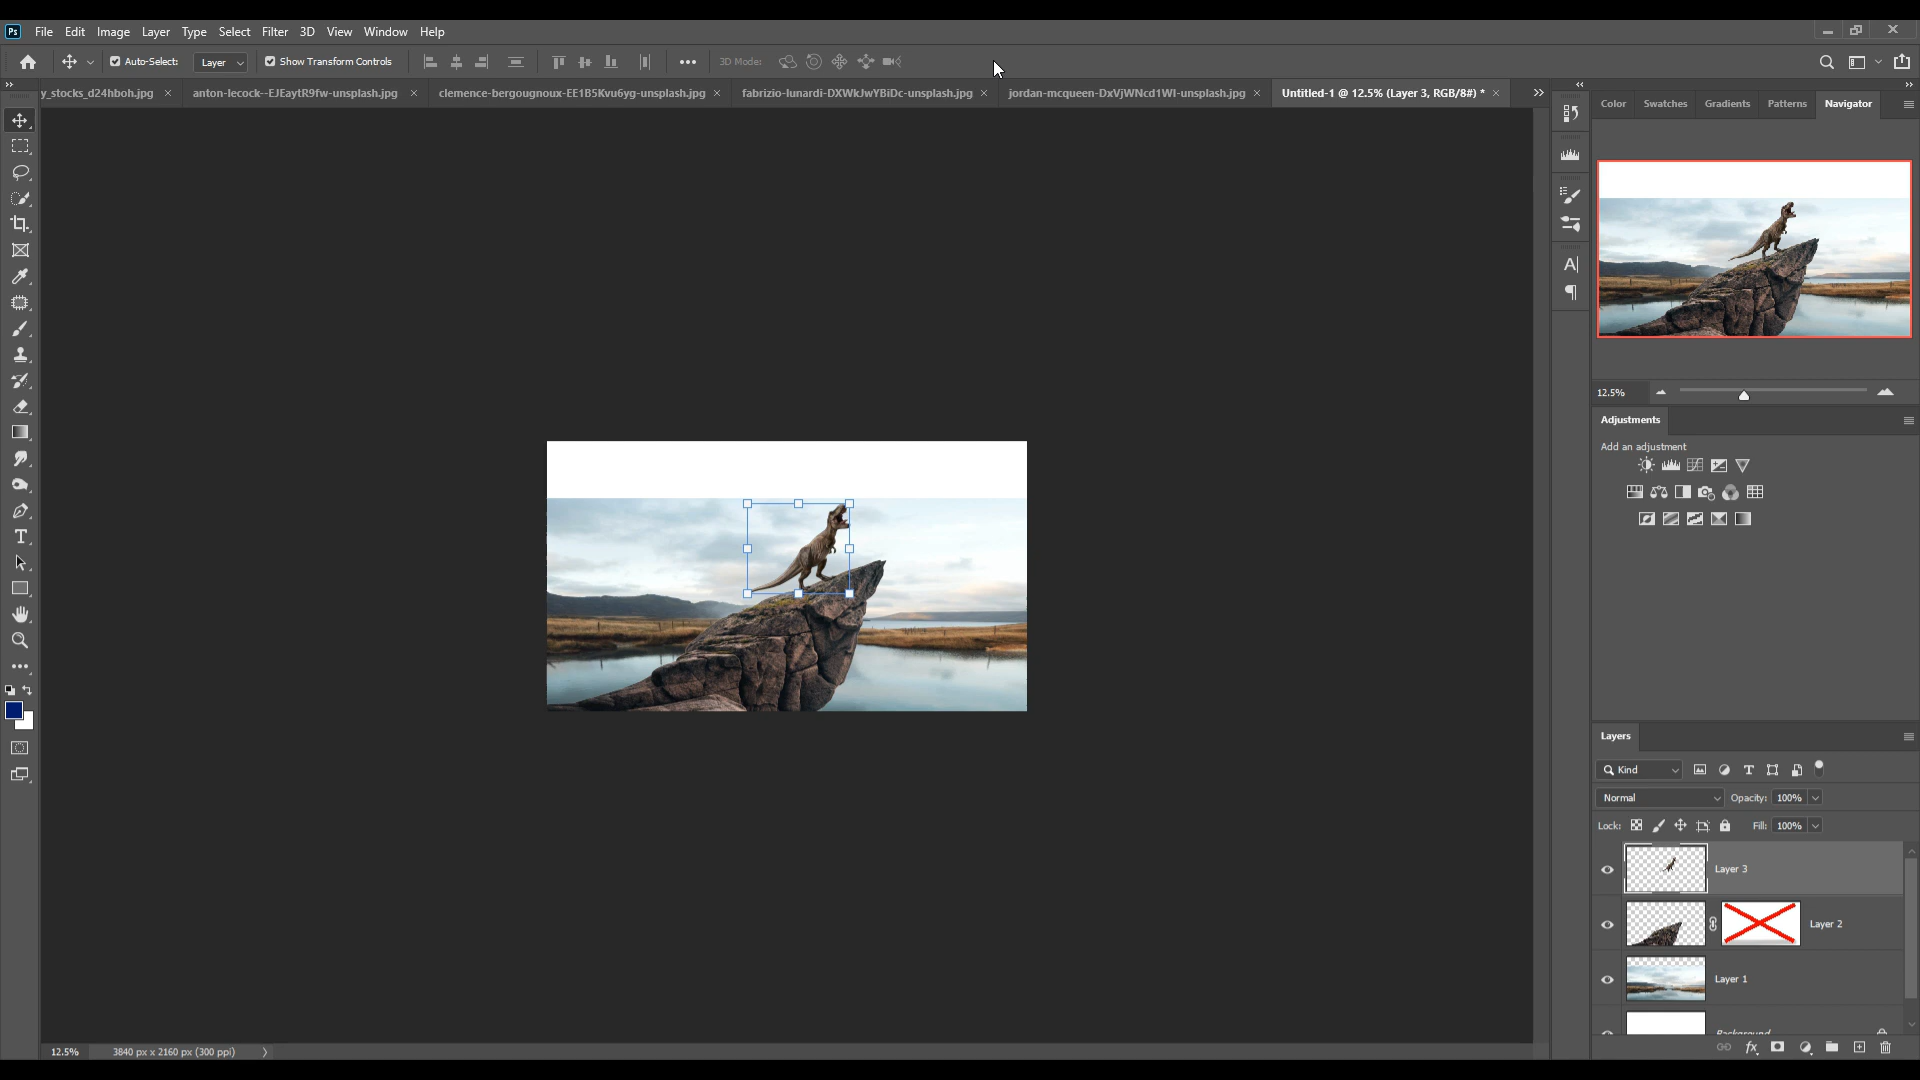 Ps File Edit Image Layer Type Select Filter 3D View Window Help
Auto-Select: Layer Show Transform Controls 3D Mode:
y_stocks_d24hboh.jpg anton-lecock--EJEaytR9fw-unsplash.jpg clemence-bergougnoux-EE1B5Kvu6yg-unsplash.jpg fabrizio-lunardi-DXWkJwYBiDc-unsplash.jpg jordan-mcqueen-DxVjWNcd1WI-unsplash.jpg Untitled-1 @ 12.5% (Layer 3, RGB/8#) *
Color Swatches Gradients Patterns Navigator
12.5%
Adjustments
Add an adjustment
Layers
Kind
Normal Opacity: 100%
Lock: Fill: 100%
Layer 3
Layer 2
Layer 1
Background
12.5% 3840 px x 2160 px (300 ppi)